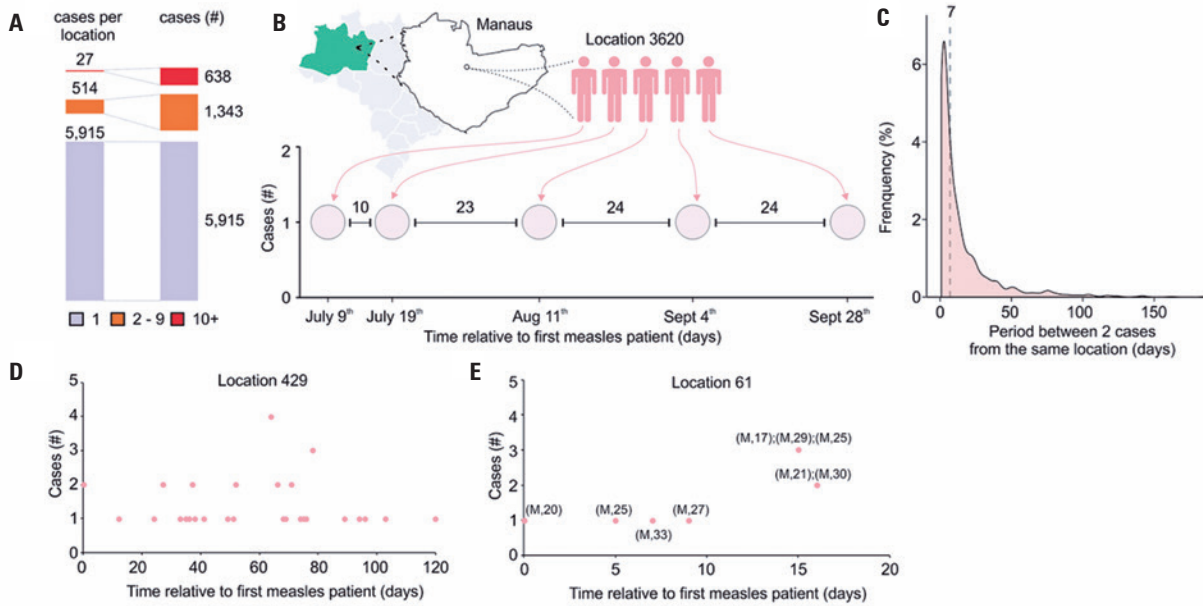 A
cases per
location
cases (#)
27
638
514
1,343
5,915
5,915
1
2 - 9
10+
B
Manaus
Location 3620
Cases (#)
2
1
0
10
23
24
24
July 9th
July 19th
Aug 11th
Sept 4th
Sept 28th
Time relative to first measles patient (days)
C
7
Frenquency (%)
6
4
2
0
0
50
100
150
Period between 2 cases
from the same location (days)
D
Location 429
Cases (#)
5
4
3
2
1
0
0
20
40
60
80
100
120
Time relative to first measles patient (days)
E
Location 61
Cases (#)
5
4
3
2
1
0
(M,17);(M,29);(M,25)
(M,21);(M,30)
(M,20)
(M,25)
(M,27)
(M,33)
0
5
10
15
20
Time relative to first measles patient (days)